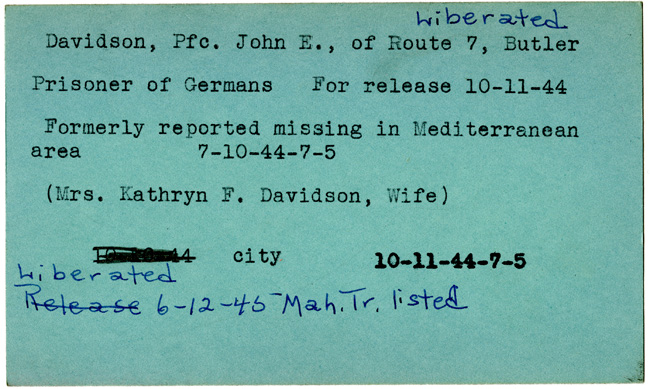 Liberated
Davidson, Pfc. John E., of Route 7, Butler
Prisoner of Germans For release 10-11-44
Formerly reported missing in Mediterranean
area 7-10-44-7-5
(Mrs. Kathryn F. Davidson, Wife)
city 10-11-44-7-5
Liberated
Release 6-12-45 Mah. Tr. listed